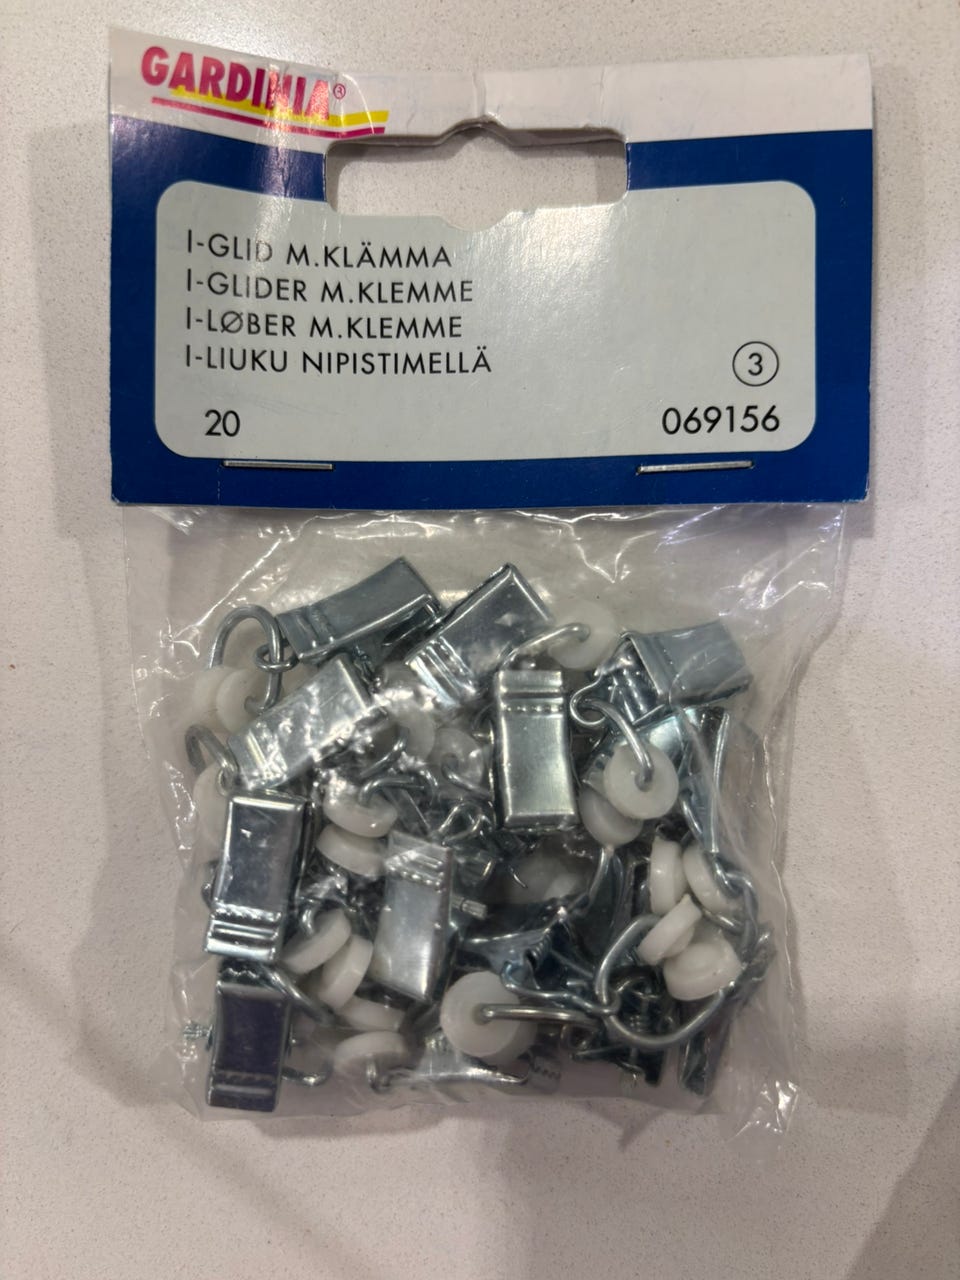 GARDINIA®
I-GLID M.KLÄMMA
I-GLIDER M.KLEMME
I-LØBER M.KLEMME
I-LIUKU NIPISTIMELLÄ
3
20 069156